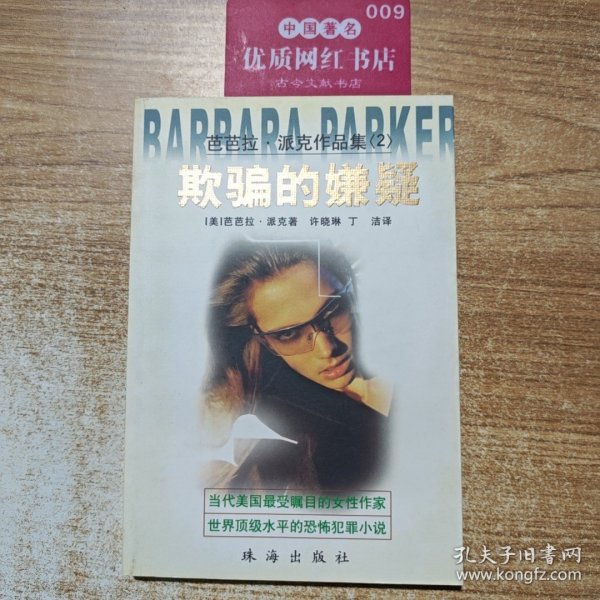 009
中国著名
优质网红书店
古今文献书店
BARBARA PARKER
芭芭拉·派克作品集〈2〉
欺骗的嫌疑
[美]芭芭拉·派克著 许晓琳 丁 洁译
当代美国最受瞩目的女性作家
世界顶级水平的恐怖犯罪小说
珠海出版社
孔夫子旧书网
www.kongfz.com